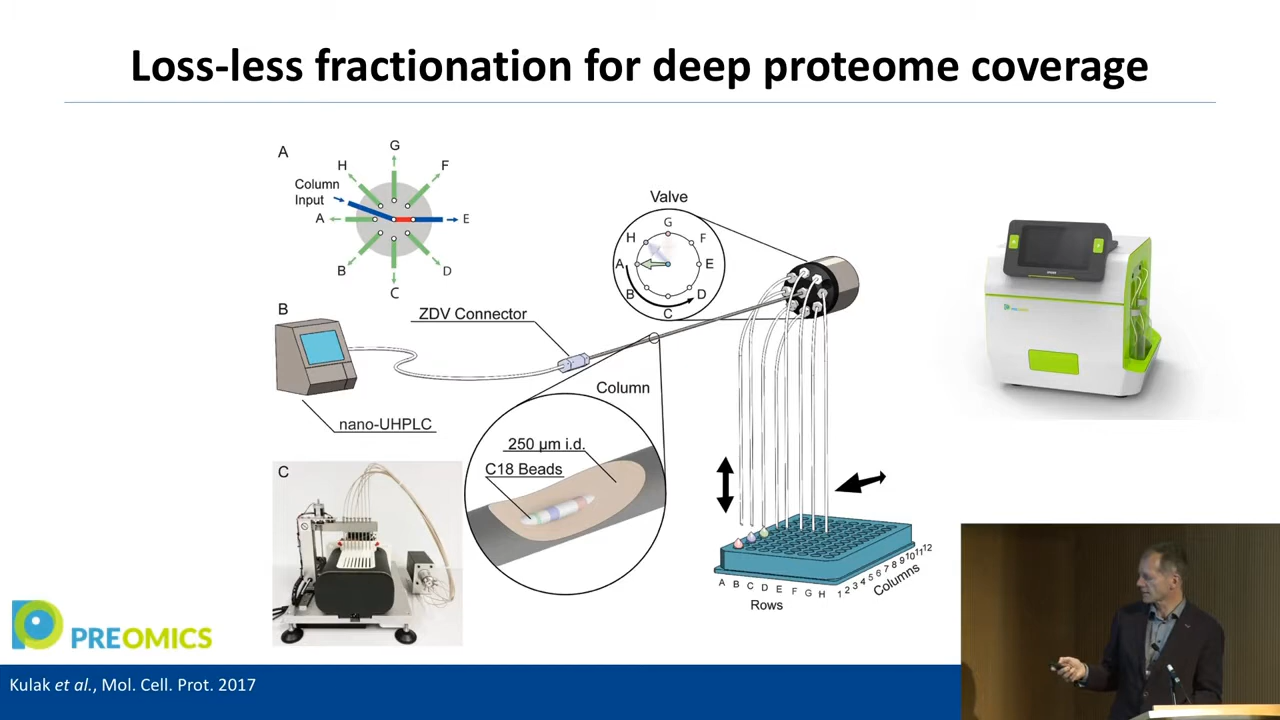 Loss-less fractionation for deep proteome coverage
A
G
H
F
Column
Input
A
E
B
D
C
Valve
G
H
F
A
E
B
D
C
B
ZDV Connector
Column
nano-UHPLC
250 µm i.d.
C18 Beads
C
A B C D E F G H
1 2 3 4 5 6 7 8 9 10 11 12
Rows
Columns
PREOMICS
PREOMICS
Kulak et al., Mol. Cell. Prot. 2017